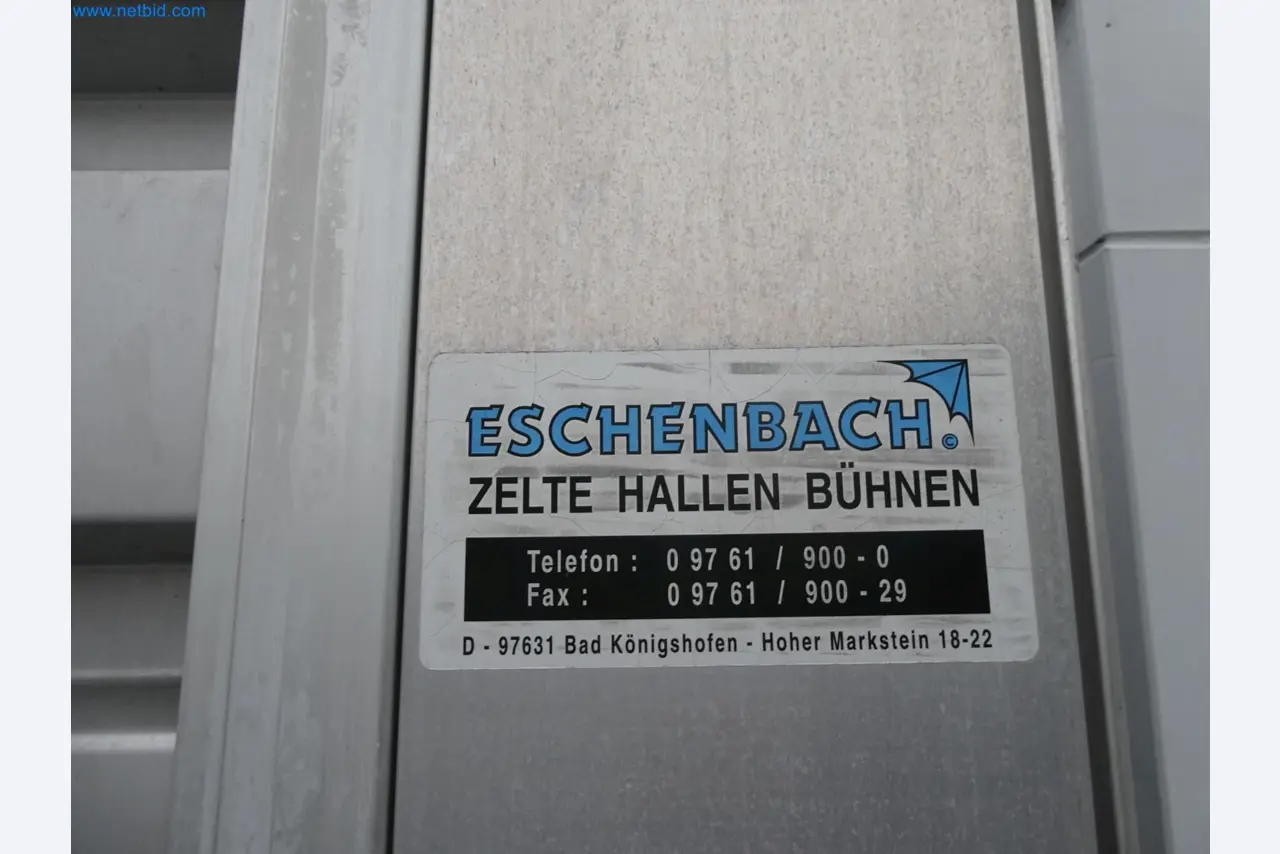 www.netbid.com
ESCHENBACH ©
ZELTE HALLEN BÜHNEN
Telefon : 0 97 61 / 900 - 0
Fax : 0 97 61 / 900 - 29
D - 97631 Bad Königshofen - Hoher Markstein 18-22